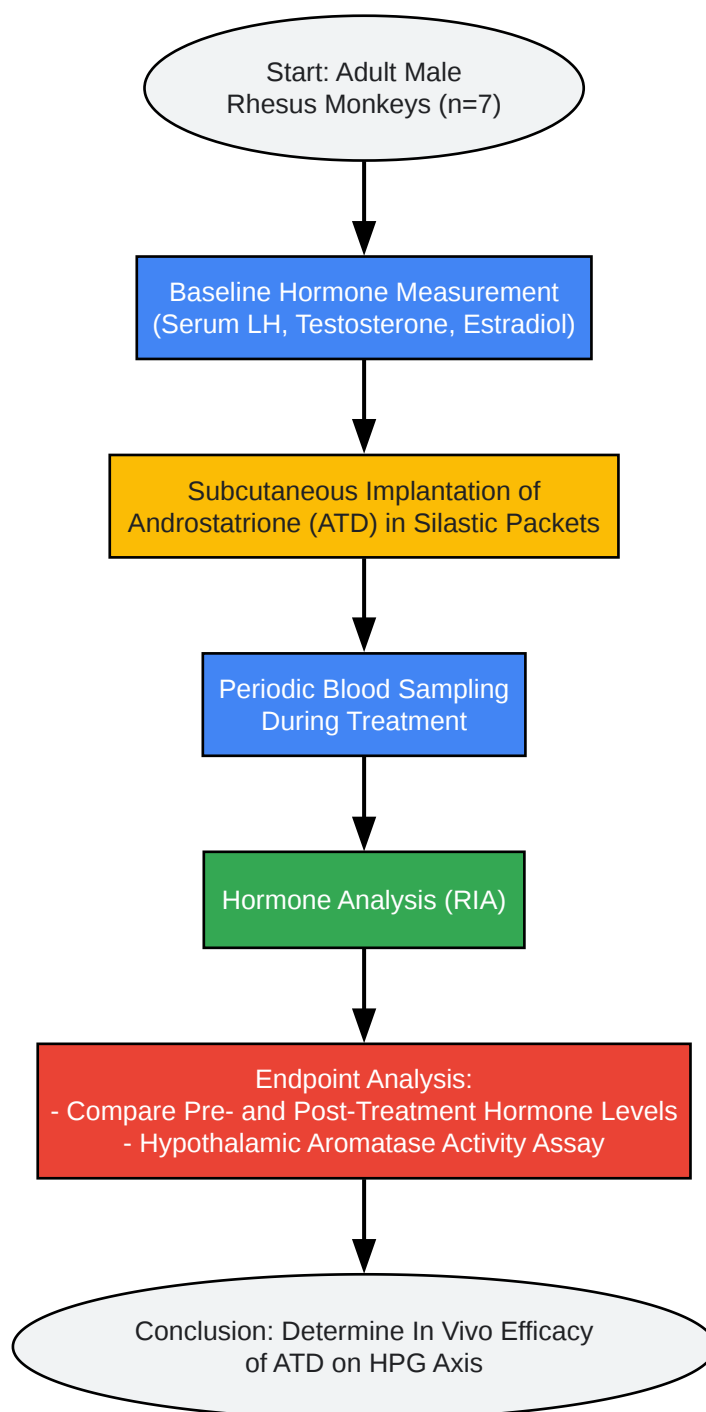 Start: Adult Male
Rhesus Monkeys (n=7)
Baseline Hormone Measurement
(Serum LH, Testosterone, Estradiol)
Subcutaneous Implantation of
Androstatrione (ATD) in Silastic Packets
Periodic Blood Sampling
During Treatment
Hormone Analysis (RIA)
Endpoint Analysis:
- Compare Pre- and Post-Treatment Hormone Levels
- Hypothalamic Aromatase Activity Assay
Conclusion: Determine In Vivo Efficacy
of ATD on HPG Axis